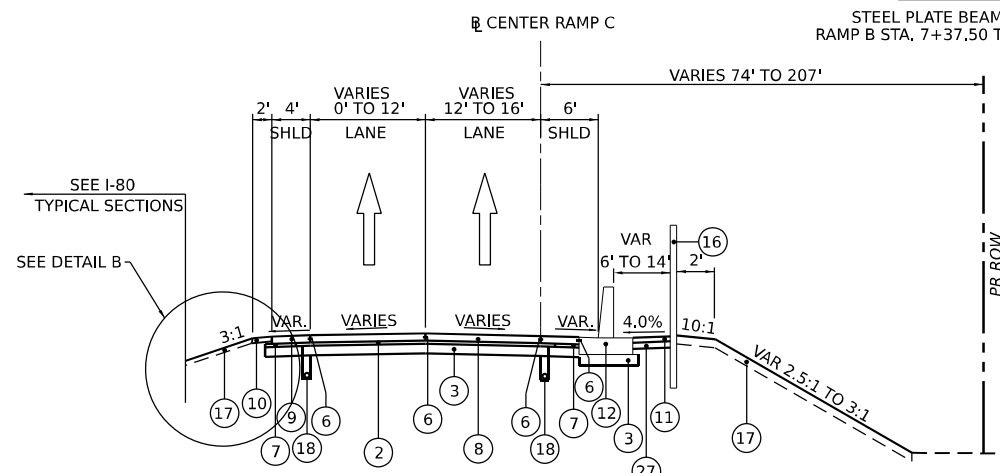 ℄ CENTER RAMP C
STEEL PLATE BEAM
RAMP B STA. 7+37.50 T
VARIES 74' TO 207'
2'
4'
SHLD
VARIES
0' TO 12'
LANE
VARIES
12' TO 16'
LANE
6'
SHLD
SEE I-80
TYPICAL SECTIONS
SEE DETAIL B
VAR
6' TO 14'
16
2'
PR ROW
3:1
VAR.
VARIES
VARIES
VAR.
4.0%
10:1
VAR 2.5:1 TO 3:1
17
10
9
6
3
6
6
12
11
7
18
2
6
8
18
7
3
17
27